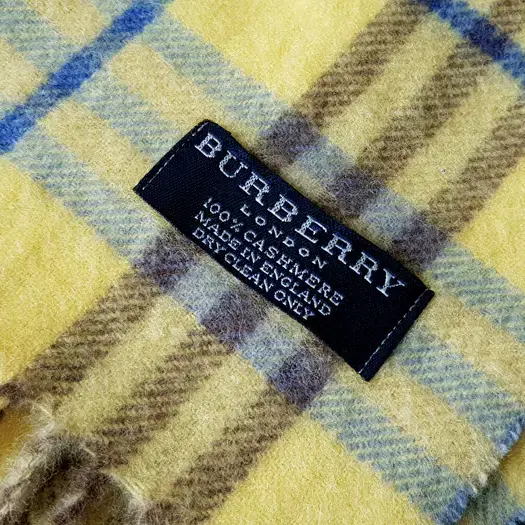 BURBERRY
LONDON
100% CASHMERE
MADE IN ENGLAND
DRY CLEAN ONLY